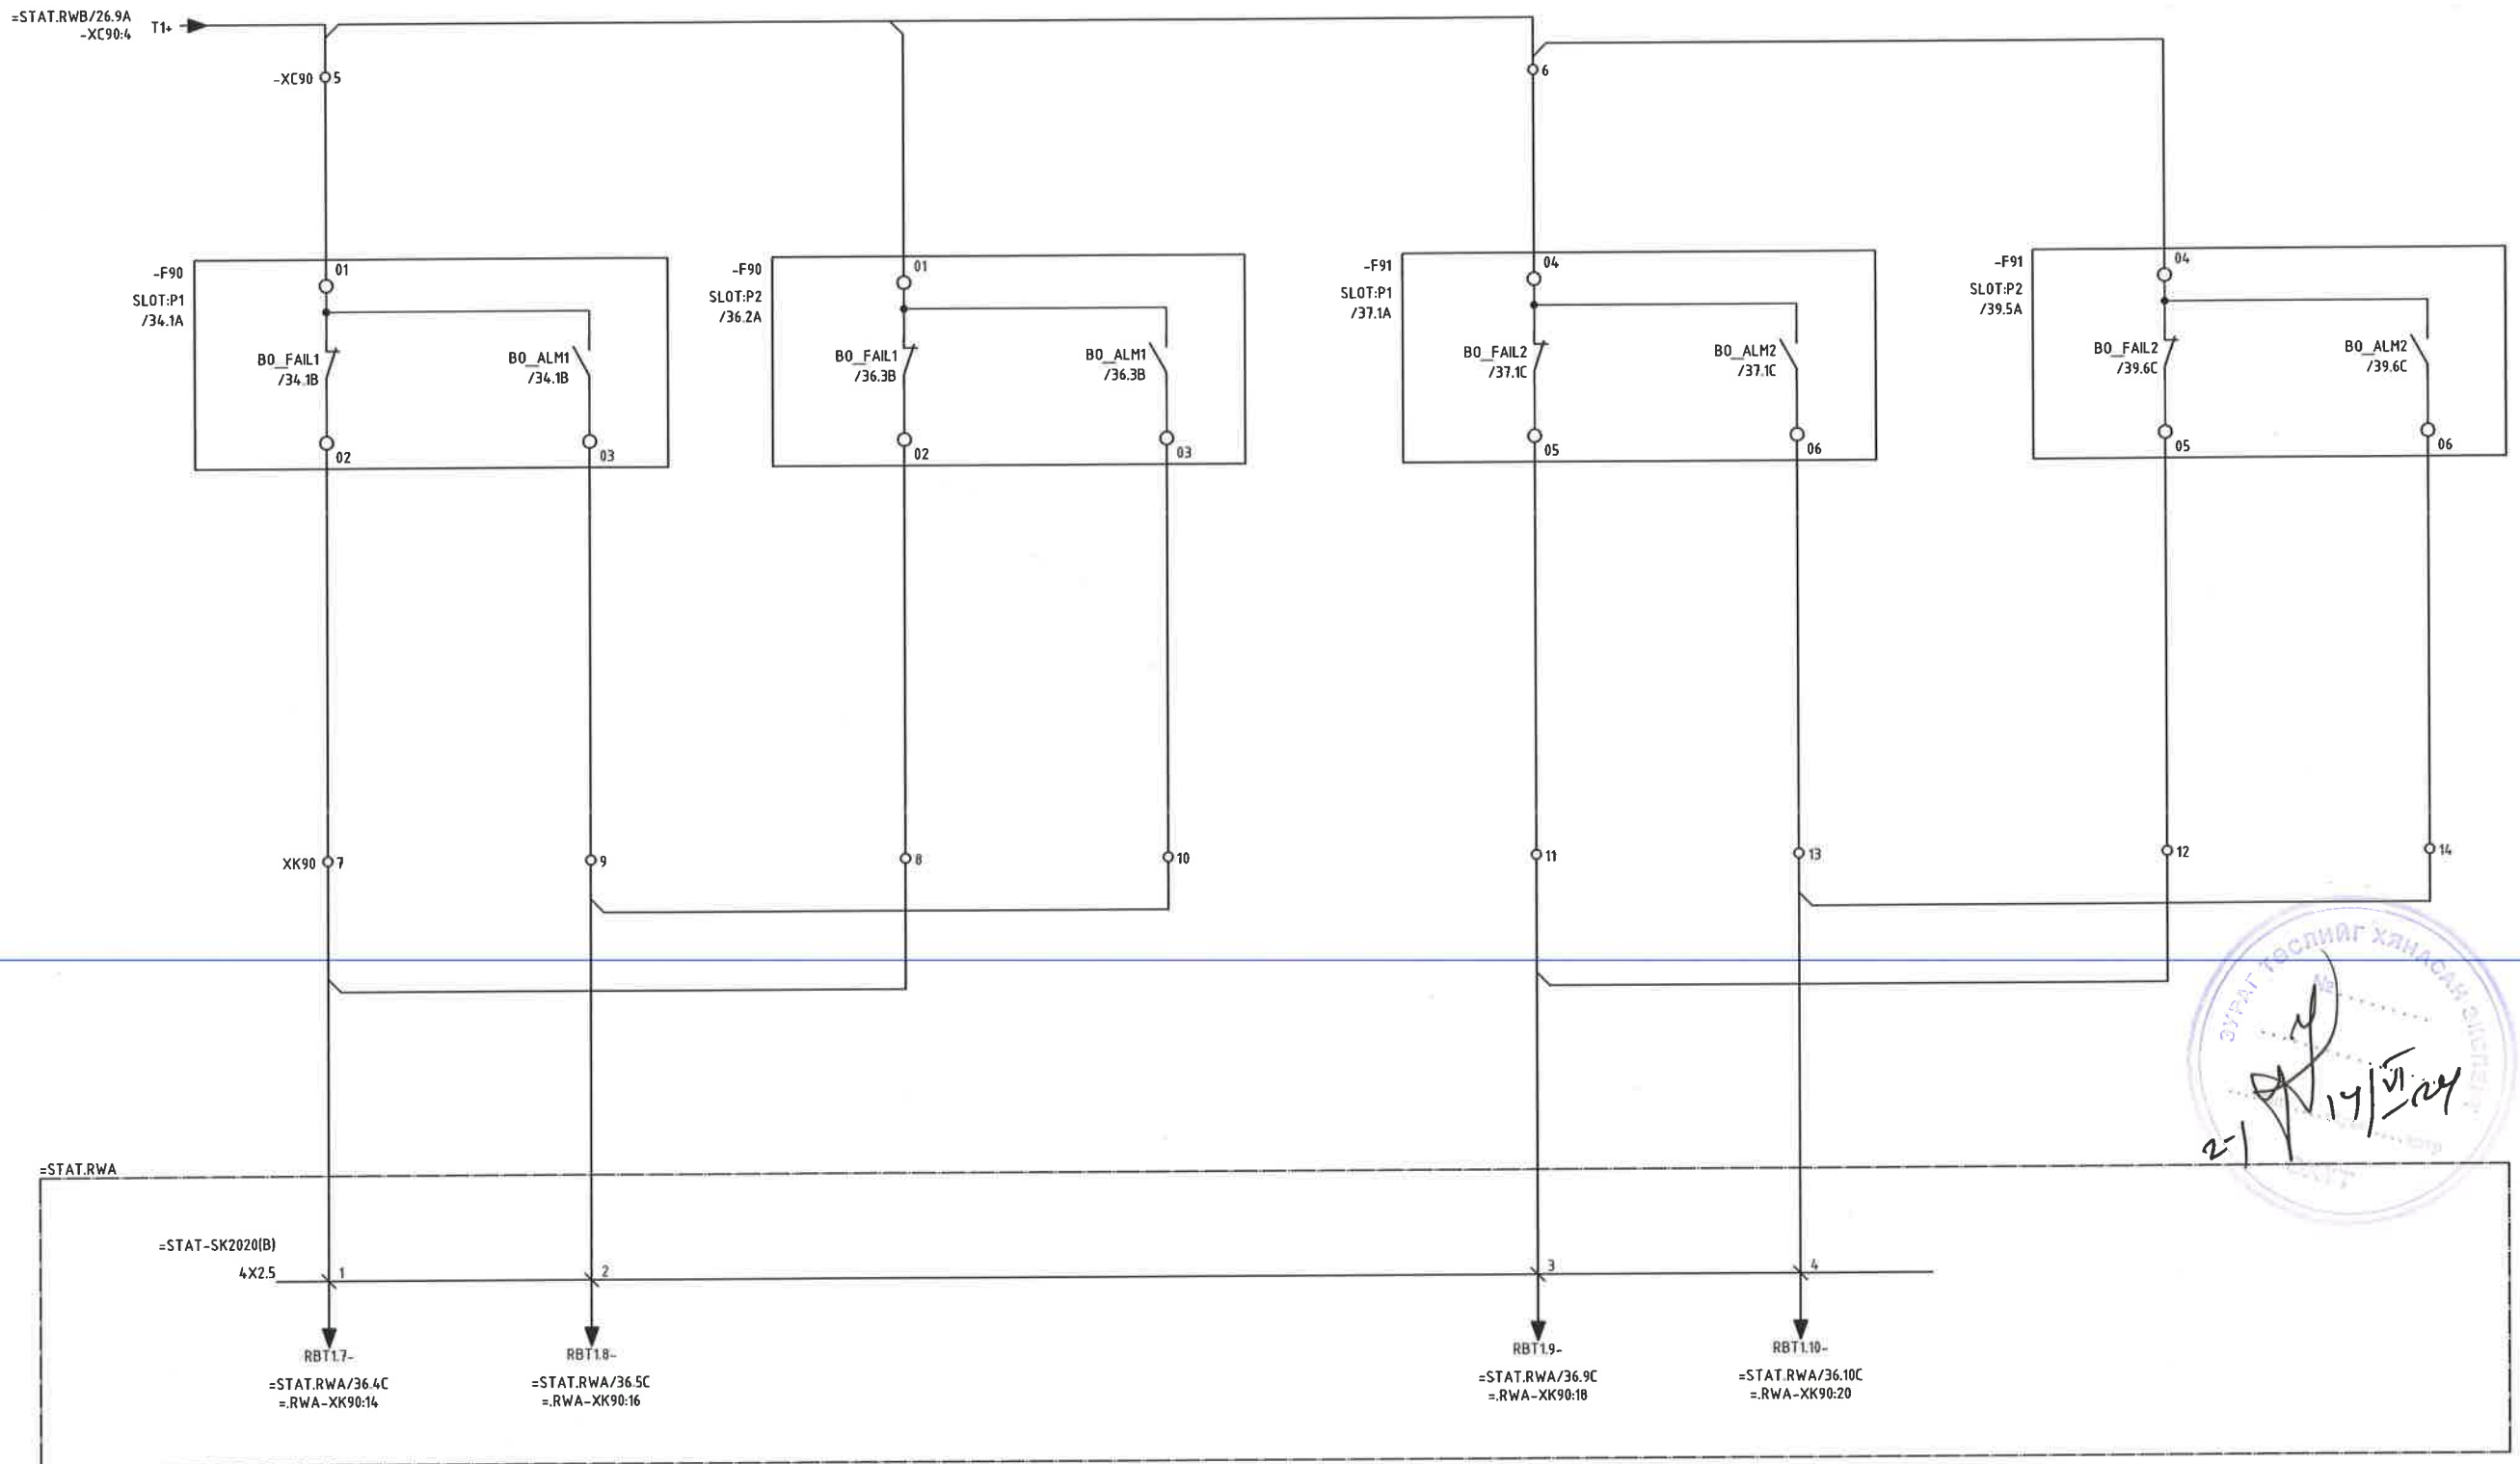 =STAT.RWB/26.9A
-XC90:4
T1+
-XC90
5
6
-F90
SLOT:P1
/34.1A
01
BO_FAIL1
/34.1B
BO_ALM1
/34.1B
02
03
-F90
SLOT:P2
/36.2A
01
BO_FAIL1
/36.3B
BO_ALM1
/36.3B
02
03
-F91
SLOT:P1
/37.1A
04
BO_FAIL2
/37.1C
BO_ALM2
/37.1C
05
06
-F91
SLOT:P2
/39.5A
04
BO_FAIL2
/39.6C
BO_ALM2
/39.6C
05
06
XK90
7
9
8
10
11
13
12
14
ЗУРАГ ТӨСЛИЙГ ХЯНАСАН
№
2-1
=STAT.RWA
=STAT-SK2020(B)
4X2.5
1
2
3
4
RBT1.7-
=STAT.RWA/36.4C
=.RWA-XK90:14
RBT1.8-
=STAT.RWA/36.5C
=.RWA-XK90:16
RBT1.9-
=STAT.RWA/36.9C
=.RWA-XK90:18
RBT1.10-
=STAT.RWA/36.10C
=.RWA-XK90:20